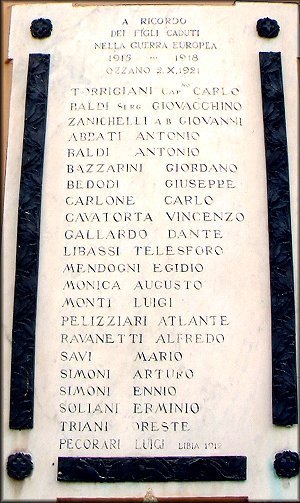 A RICORDO
DEI FIGLI CADUTI
NELLA GUERRA EUROPEA
1915 — 1918
OZZANO 2.X.1921
TORRIGIANI CAP.NO CARLO
BALDI SERG. GIOVACCHINO
ZANICHELLI A.B. GIOVANNI
ABBATI ANTONIO
BALDI ANTONIO
BAZZARINI GIORDANO
BEDODI GIUSEPPE
CARLONE CARLO
CAVATORTA VINCENZO
GALLARDO DANTE
LIBASSI TELESFORO
MENDOGNI EGIDIO
MONICA AUGUSTO
MONTI LUIGI
PELIZZIARI ATLANTE
RAVANETTI ALFREDO
SAVI MARIO
SIMONI ARTURO
SIMONI ENNIO
SOLIANI ERMINIO
TRIANI ORESTE
PECORARI LUIGI LIBIA 1912